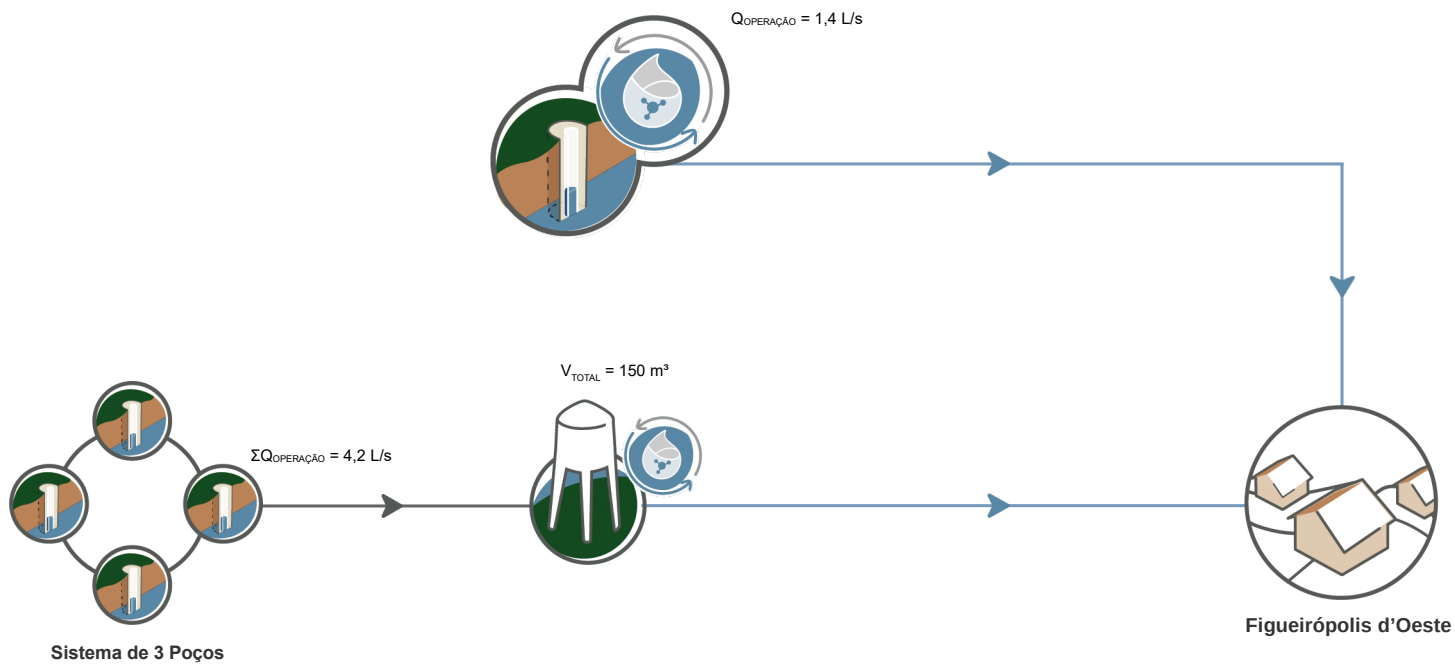 QOPERAÇÃO = 1,4 L/s
VTOTAL = 150 m³
ΣQOPERAÇÃO = 4,2 L/s
Figueirópolis d’Oeste
Sistema de 3 Poços